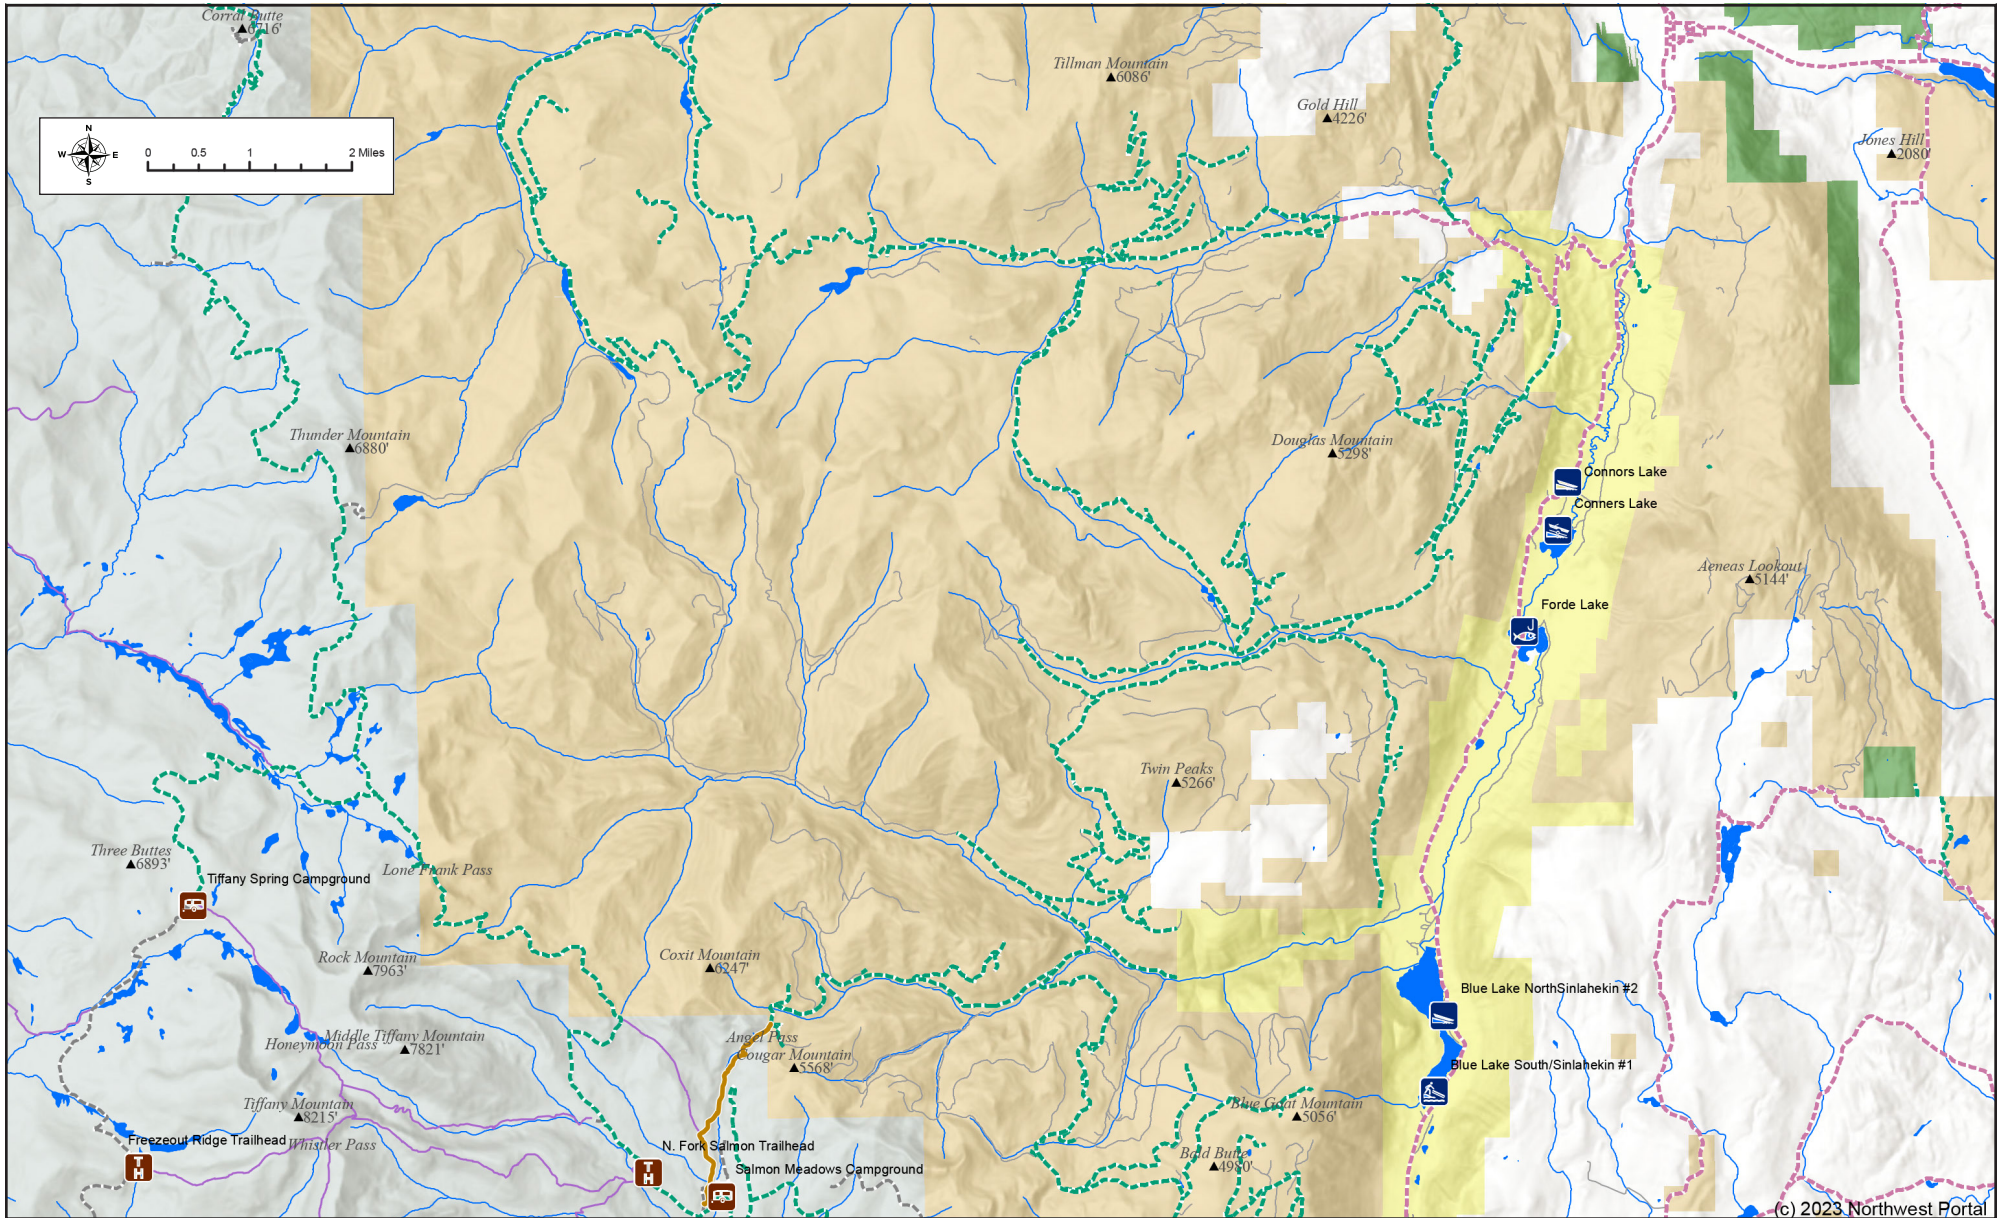 Corral Butte
6716'
Tillman Mountain
6086'
Gold Hill
4226'
Jones Hill
2080'
N
W E
S
0 0.5 1 2 Miles
Thunder Mountain
6880'
Douglas Mountain
5298'
Connors Lake
Conners Lake
Aeneas Lookout
5144'
Forde Lake
Twin Peaks
5266'
Three Buttes
6893'
Lone Frank Pass
Tiffany Spring Campground
Rock Mountain
7963'
Coxit Mountain
6247'
Blue Lake NorthSinlahekin #2
Middle Tiffany Mountain
Honeymoon Pass
7821'
Angel Pass
Cougar Mountain
5568'
Blue Lake South/Sinlahekin #1
Tiffany Mountain
8215'
Blue Goat Mountain
5056'
Freezeout Ridge Trailhead
Whistler Pass
N. Fork Salmon Trailhead
Bald Butte
4980'
Salmon Meadows Campground
T
H
T
H
(c) 2023 Northwest Portal